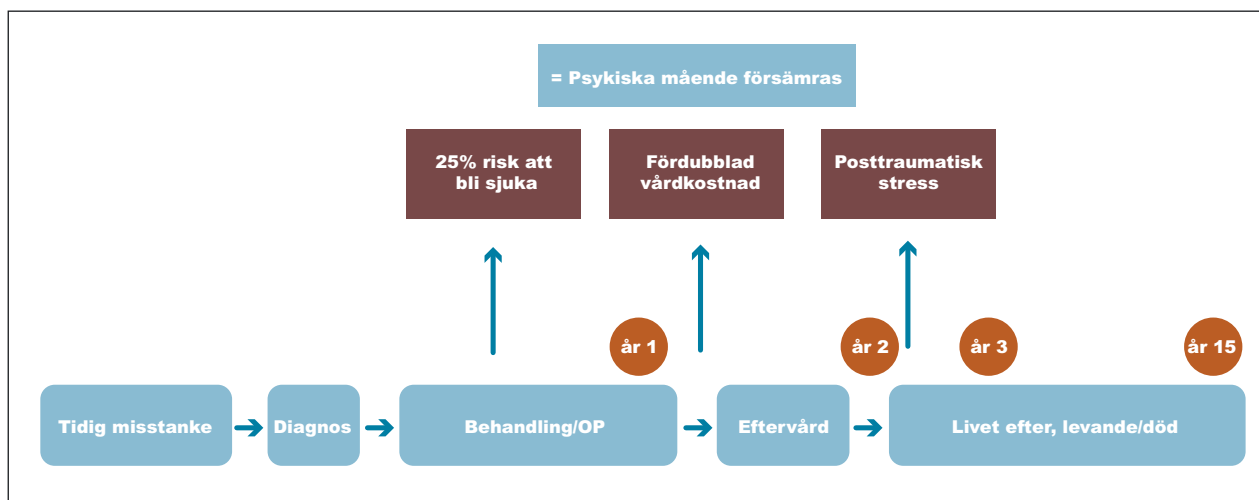 = Psykiska mående försämras
25% risk att
bli sjuka
Fördubblad
vårdkostnad
Posttraumatisk
stress
år 1
år 2
år 3
år 15
Tidig misstanke
Diagnos
Behandling/OP
Eftervård
Livet efter, levande/död